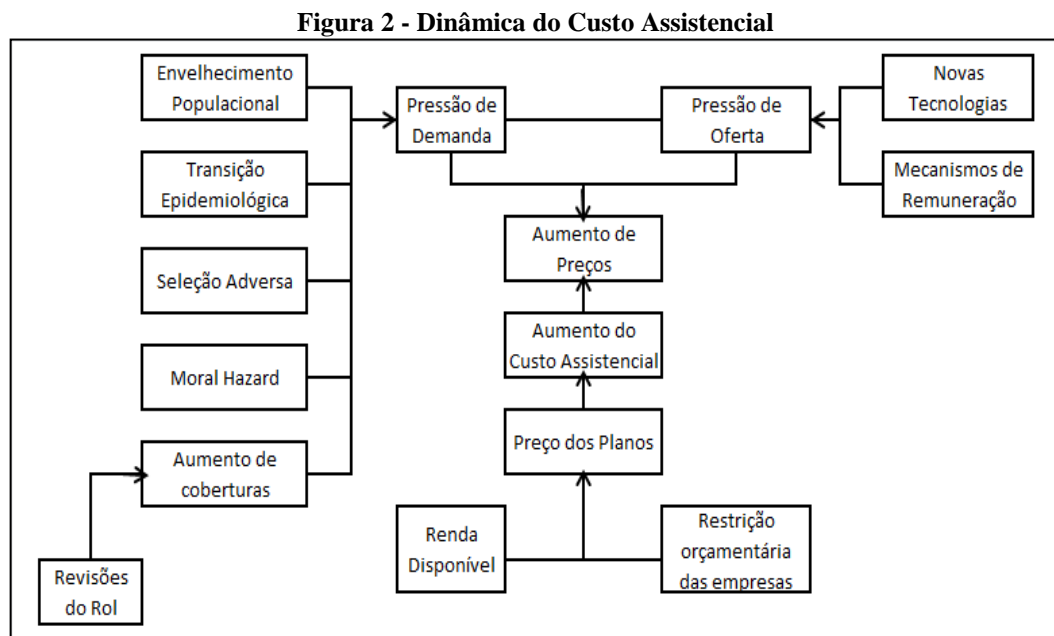 Figura 2 - Dinâmica do Custo Assistencial
Envelhecimento
Populacional
Pressão de
Demanda
Pressão de
Oferta
Novas
Tecnologias
Transição
Epidemiológica
Mecanismos de
Remuneração
Aumento de
Preços
Seleção Adversa
Aumento do
Custo Assistencial
Moral Hazard
Preço dos Planos
Aumento de
coberturas
Renda
Disponível
Restrição
orçamentária
das empresas
Revisões
do Rol